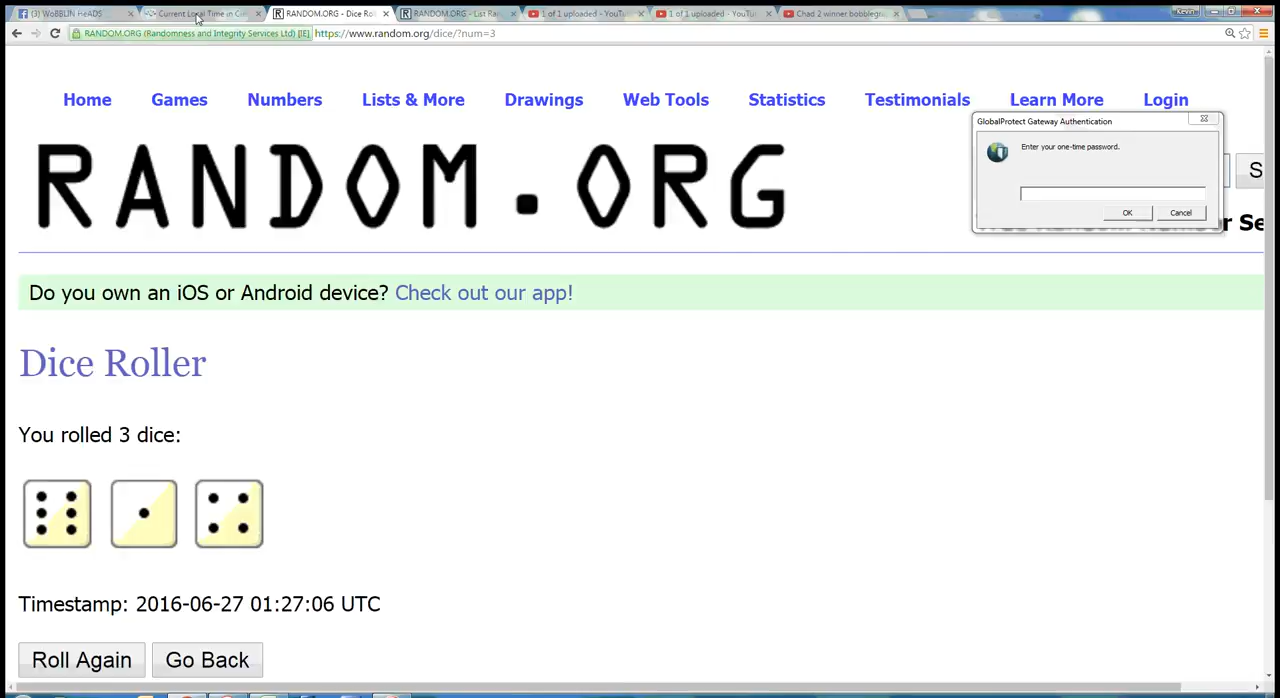 (3) WoBBLIN HeADS
Current Local Time in Ce
RANDOM.ORG - Dice Ro
RANDOM.ORG - List Ran
1 of 1 uploaded - YouTu
1 of 1 uploaded - YouTu
Chad 2 winner bobblegr
Kevin
RANDOM.ORG (Randomness and Integrity Services Ltd) [IE]
https://www.random.org/dice/?num=3
Home Games Numbers Lists & More Drawings Web Tools Statistics Testimonials Learn More Login
RANDOM.ORG
GlobalProtect Gateway Authentication
Enter your one-time password.
OK Cancel
S
r Se
Do you own an iOS or Android device? Check out our app!
Dice Roller
You rolled 3 dice:
Timestamp: 2016-06-27 01:27:06 UTC
Roll Again Go Back